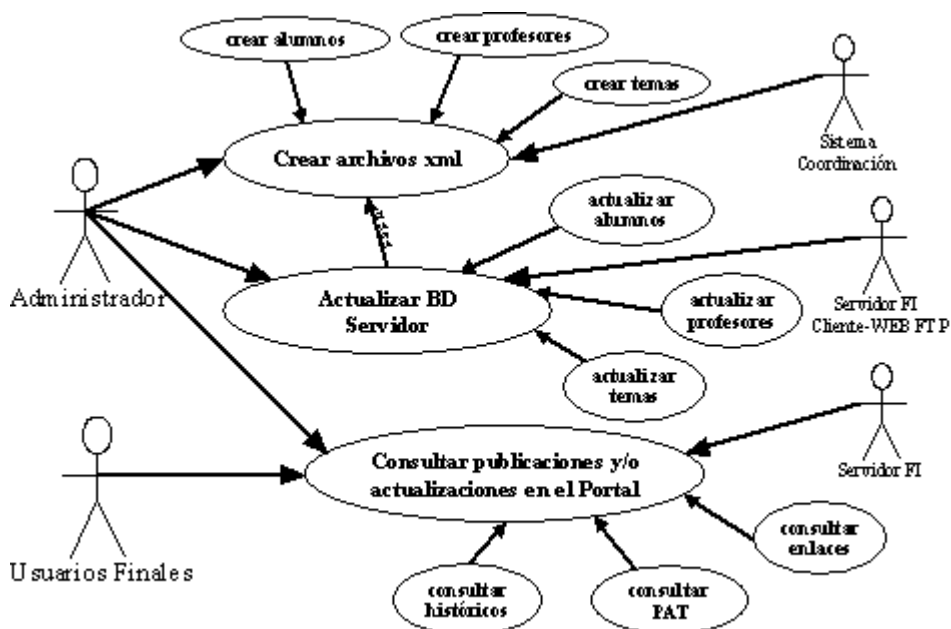 crear alumnos
crear profesores
crear temas
Crear archivos xml
Sistema
Coordinación
actualizar
alumnos
Administrador
Actualizar BD
Servidor
actualizar
profesores
Servidor FI
Cliente-WEB FTP
actualizar
temas
Consultar publicaciones y/o
actualizaciones en el Portal
Servidor FI
Usuarios Finales
consultar
enlaces
consultar
históricos
consultar
PAT